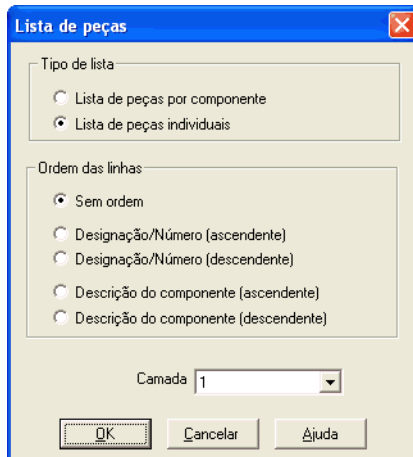 Lista de peças
Tipo de lista
Lista de peças por componente
Lista de peças individuais
Ordem das linhas
Sem ordem
Designação/Número (ascendente)
Designação/Número (descendente)
Descrição do componente (ascendente)
Descrição do componente (descendente)
Camada 1
OK Cancelar Ajuda